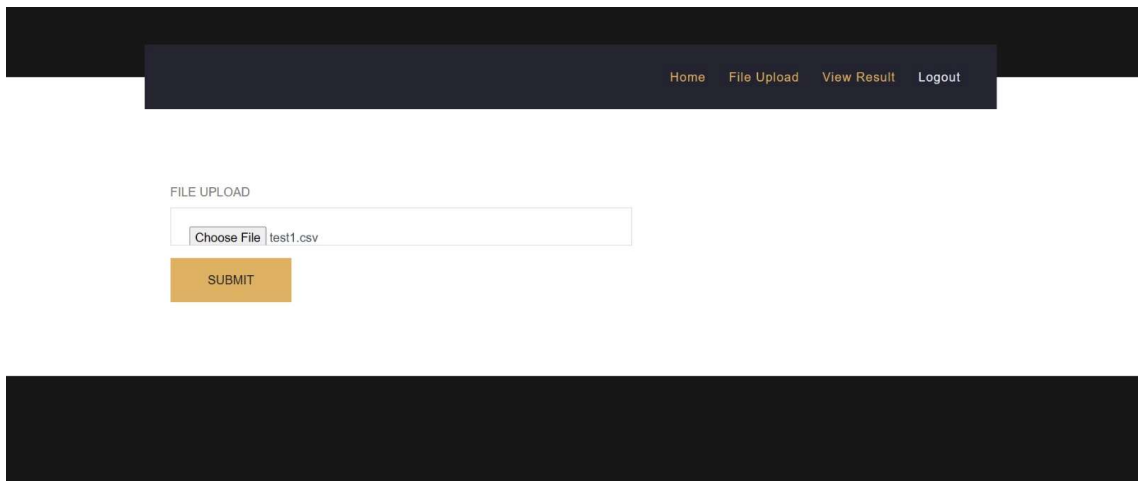 Home File Upload View Result Logout
FILE UPLOAD
Choose File test1.csv
SUBMIT